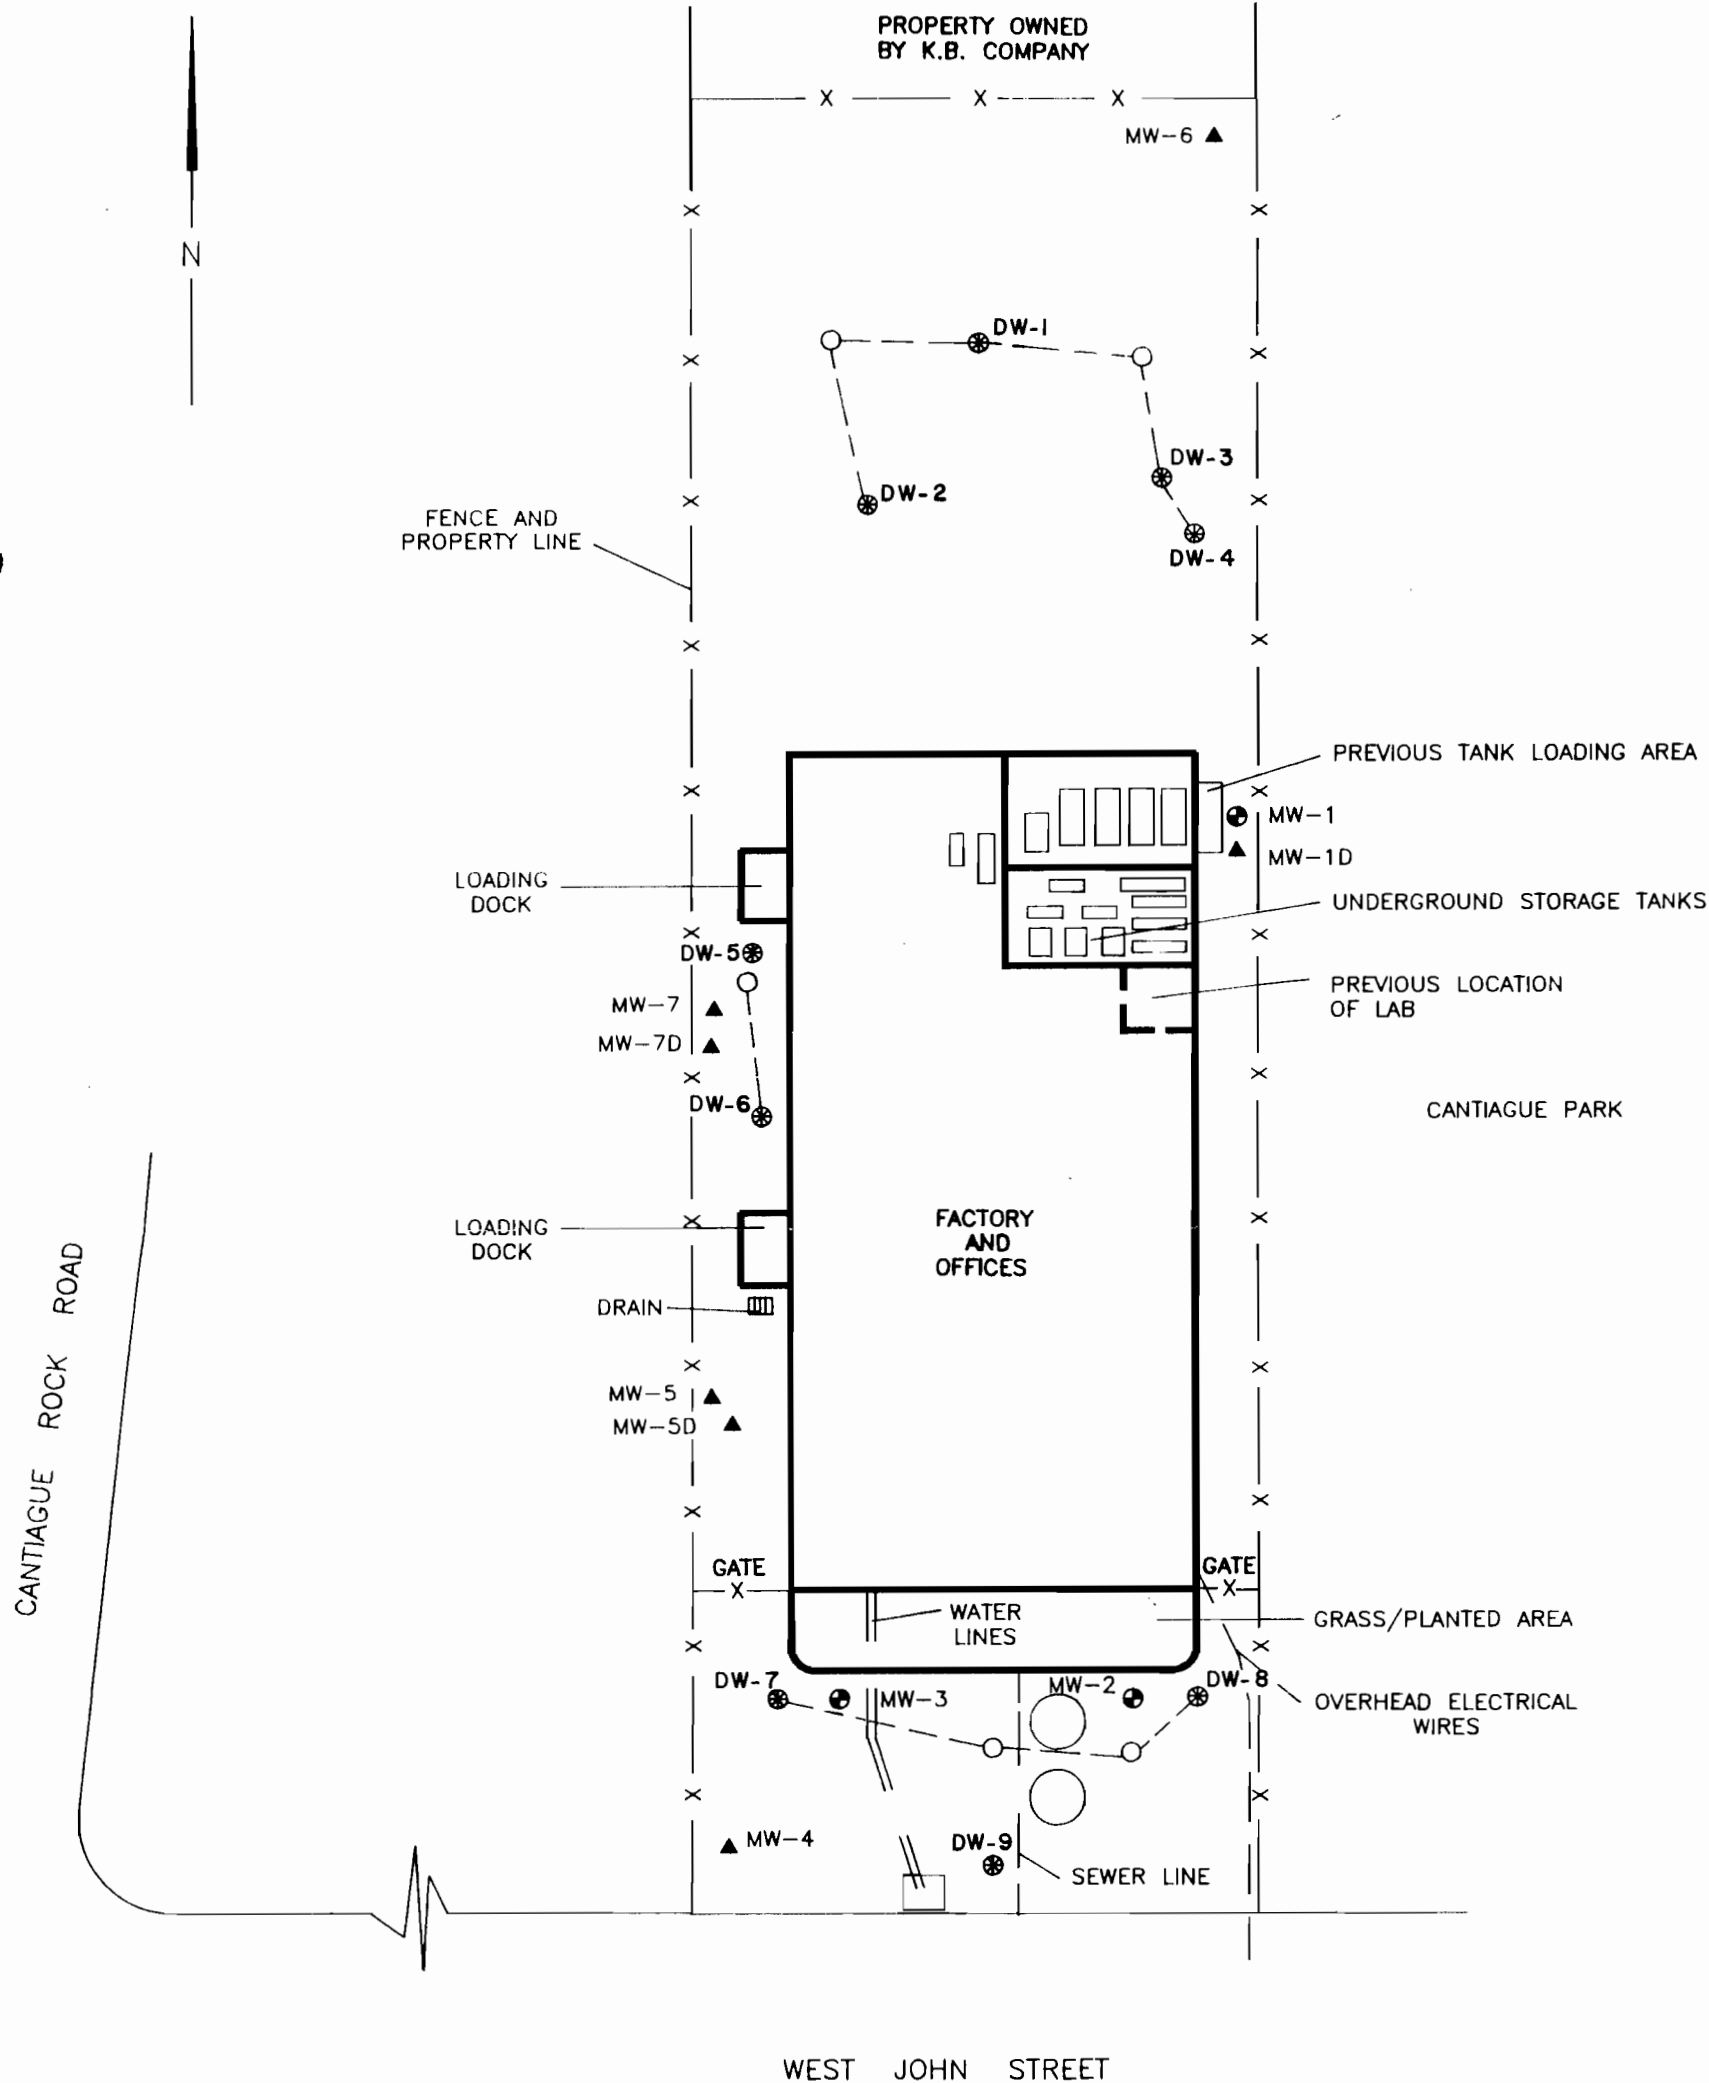 PROPERTY OWNED
BY K.B. COMPANY
X X X
MW-6
N
X X
DW-1
X X
DW-3
DW-2
X X
FENCE AND
PROPERTY LINE
DW-4
X X
PREVIOUS TANK LOADING AREA
X X
MW-1
MW-1D
LOADING
DOCK
UNDERGROUND STORAGE TANKS
X X
DW-5
PREVIOUS LOCATION
OF LAB
MW-7
MW-7D
X X
DW-6
CANTIAGUE PARK
FACTORY
AND
OFFICES
LOADING
DOCK
X X
DRAIN
CANTIAGUE ROCK ROAD
X X
MW-5
MW-5D
X X
GATE
X
GATE
X
WATER
LINES
GRASS/PLANTED AREA
X X
DW-7
MW-3
MW-2
DW-8
OVERHEAD ELECTRICAL
WIRES
X X
MW-4
DW-9
SEWER LINE
WEST JOHN STREET